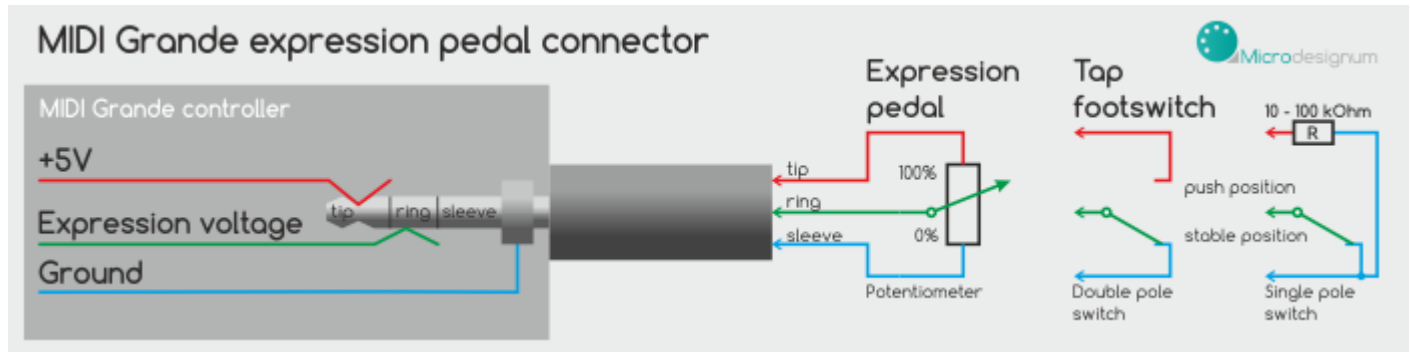 MIDI Grande expression pedal connector
Microdesignum
MIDI Grande controller
+5V
Expression voltage
Ground
tip
ring
sleeve
tip
ring
sleeve
Expression
pedal
100%
0%
Potentiometer
Tap
footswitch
push position
stable position
Double pole
switch
10 - 100 kOhm
R
Single pole
switch